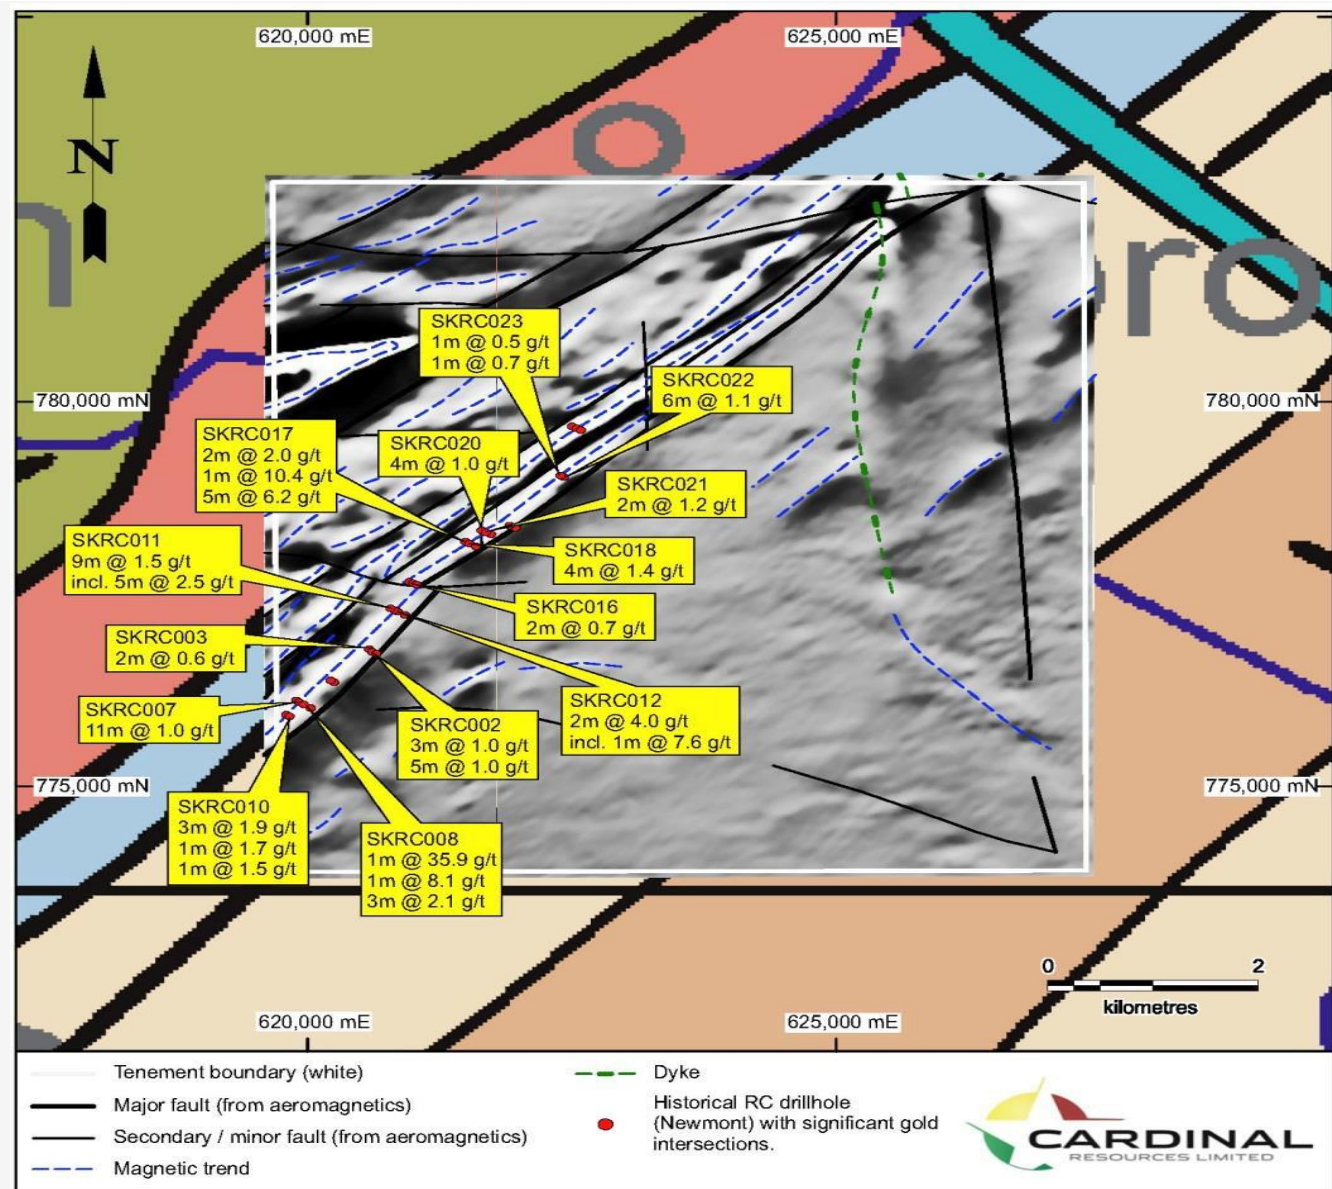 620,000 mE
625,000 mE
N
o
n
oro
SKRC023
1m @ 0.5 g/t
1m @ 0.7 g/t
SKRC022
6m @ 1.1 g/t
780,000 mN
780,000 mN
SKRC017
2m @ 2.0 g/t
1m @ 10.4 g/t
5m @ 6.2 g/t
SKRC020
4m @ 1.0 g/t
SKRC021
2m @ 1.2 g/t
SKRC011
9m @ 1.5 g/t
incl. 5m @ 2.5 g/t
SKRC018
4m @ 1.4 g/t
SKRC016
2m @ 0.7 g/t
SKRC003
2m @ 0.6 g/t
SKRC012
2m @ 4.0 g/t
incl. 1m @ 7.6 g/t
SKRC007
11m @ 1.0 g/t
SKRC002
3m @ 1.0 g/t
5m @ 1.0 g/t
775,000 mN
775,000 mN
SKRC010
3m @ 1.9 g/t
1m @ 1.7 g/t
1m @ 1.5 g/t
SKRC008
1m @ 35.9 g/t
1m @ 8.1 g/t
3m @ 2.1 g/t
0 2
kilometres
620,000 mE
625,000 mE
Tenement boundary (white)
Major fault (from aeromagnetics)
Secondary / minor fault (from aeromagnetics)
Magnetic trend
Dyke
Historical RC drillhole
(Newmont) with significant gold
intersections.
CARDINAL
RESOURCES LIMITED